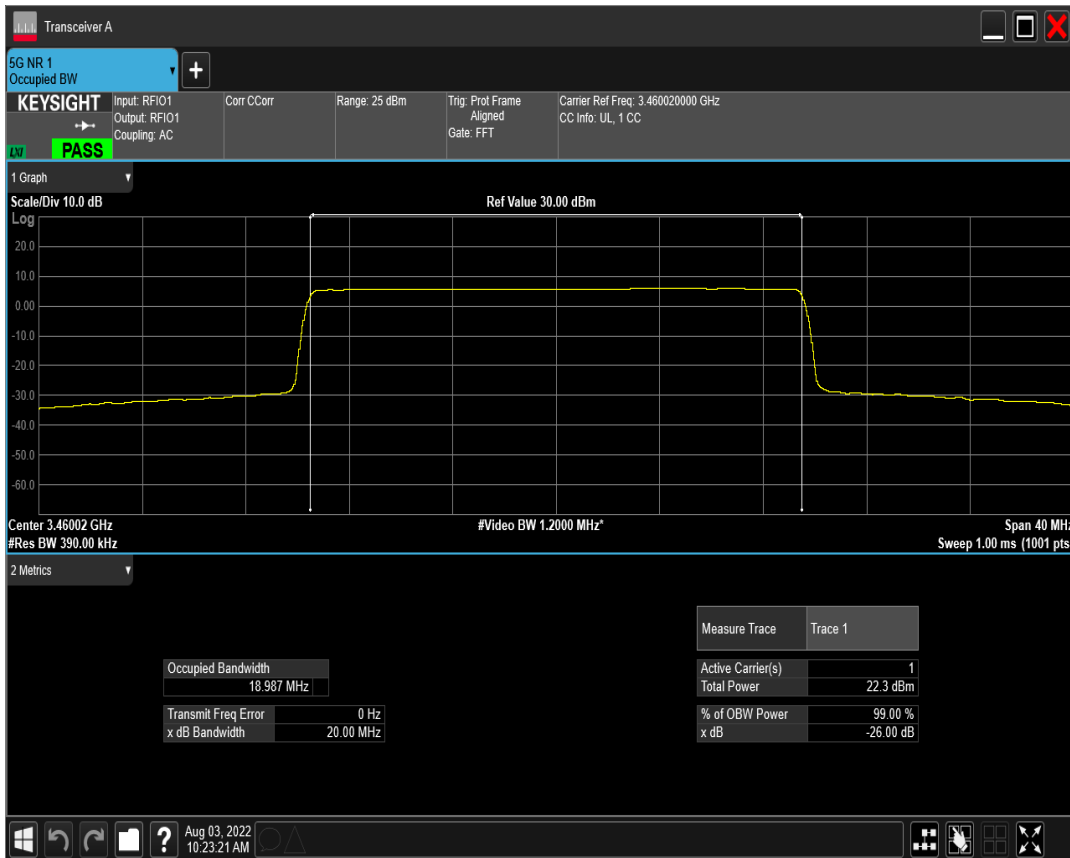 Transceiver A
5G NR 1
Occupied BW
KEYSIGHT
LXI
PASS
Input: RFIO1
Output: RFIO1
Coupling: AC
Corr CCorr
Range: 25 dBm
Trig: Prot Frame
Aligned
Gate: FFT
Carrier Ref Freq: 3.460020000 GHz
CC Info: UL, 1 CC
1 Graph
Scale/Div 10.0 dB
Ref Value 30.00 dBm
Log
20.0
10.0
0.00
-10.0
-20.0
-30.0
-40.0
-50.0
-60.0
Center 3.46002 GHz
#Video BW 1.2000 MHz*
Span 40 MHz
#Res BW 390.00 kHz
Sweep 1.00 ms (1001 pts
2 Metrics
Measure Trace Trace 1
Occupied Bandwidth
18.987 MHz
Active Carrier(s) 1
Total Power 22.3 dBm
Transmit Freq Error 0 Hz
x dB Bandwidth 20.00 MHz
% of OBW Power 99.00 %
x dB -26.00 dB
?
Aug 03, 2022
10:23:21 AM